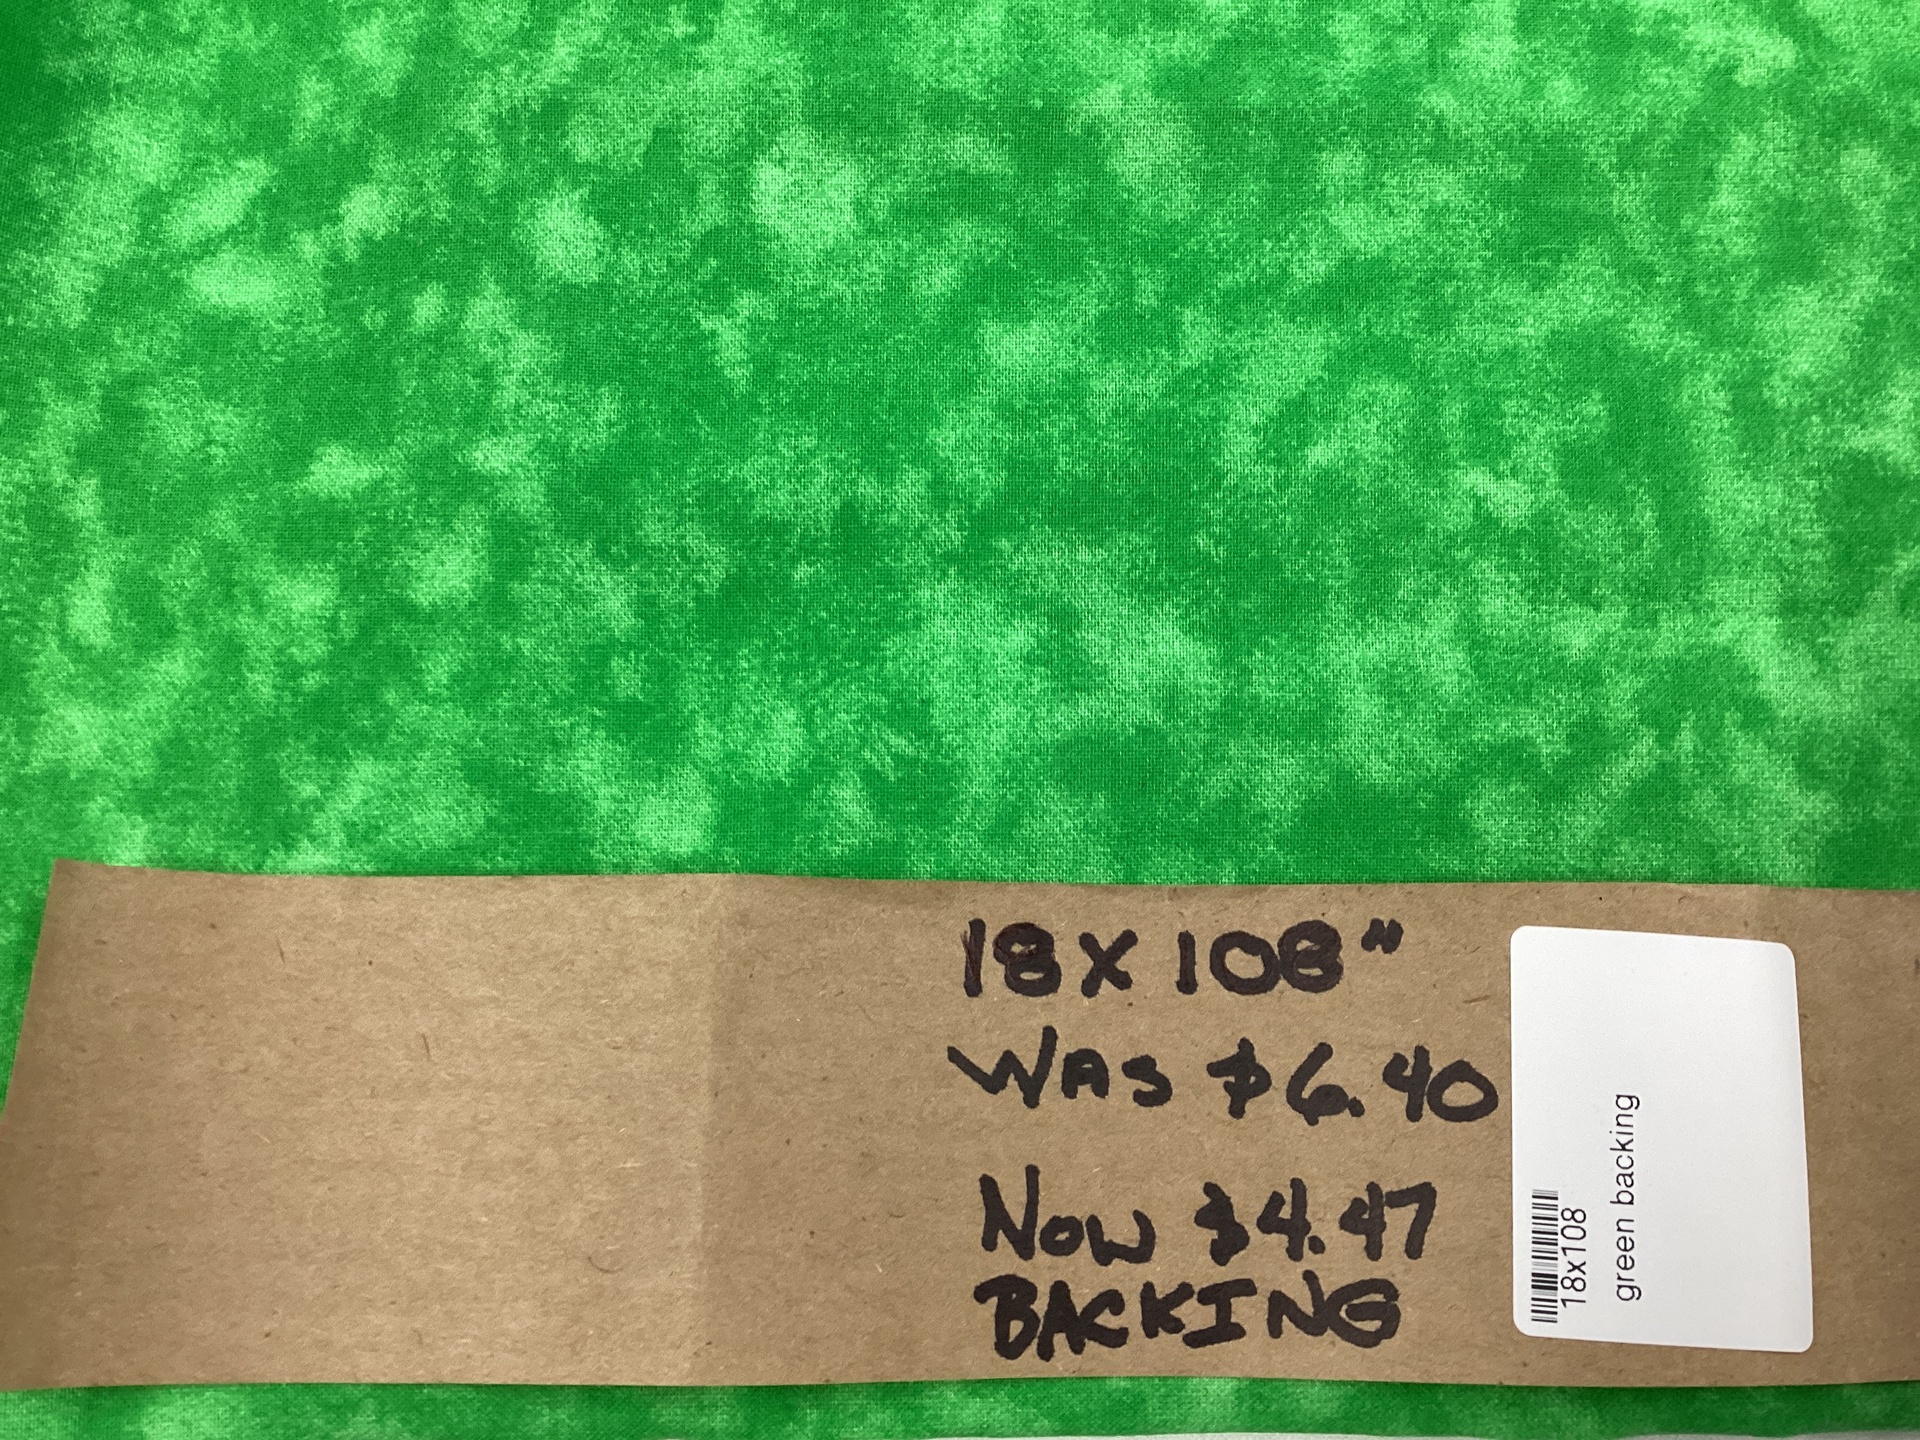 18 X 108"
WAS $6.40
NOW $4.47
BACKING
18x108
green backing